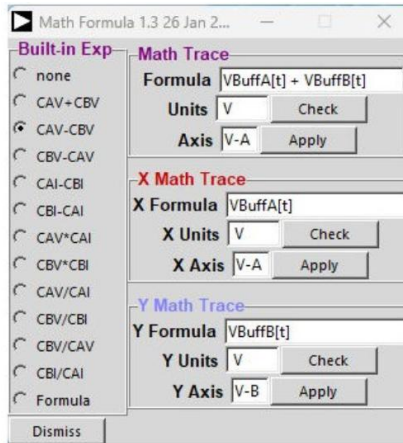 Math Formula 1.3 26 Jan 2...
Built-in Exp
none
CAV+CBV
CAV-CBV
CBV-CAV
CAI-CBI
CBI-CAI
CAV*CAI
CBV*CBI
CAV/CAI
CBV/CBI
CBV/CAV
CBI/CAI
Formula
Dismiss
Math Trace
Formula VBuffA[t] + VBuffB[t]
Units V Check
Axis V-A Apply
X Math Trace
X Formula VBuffA[t]
X Units V Check
X Axis V-A Apply
Y Math Trace
Y Formula VBuffB[t]
Y Units V Check
Y Axis V-B Apply